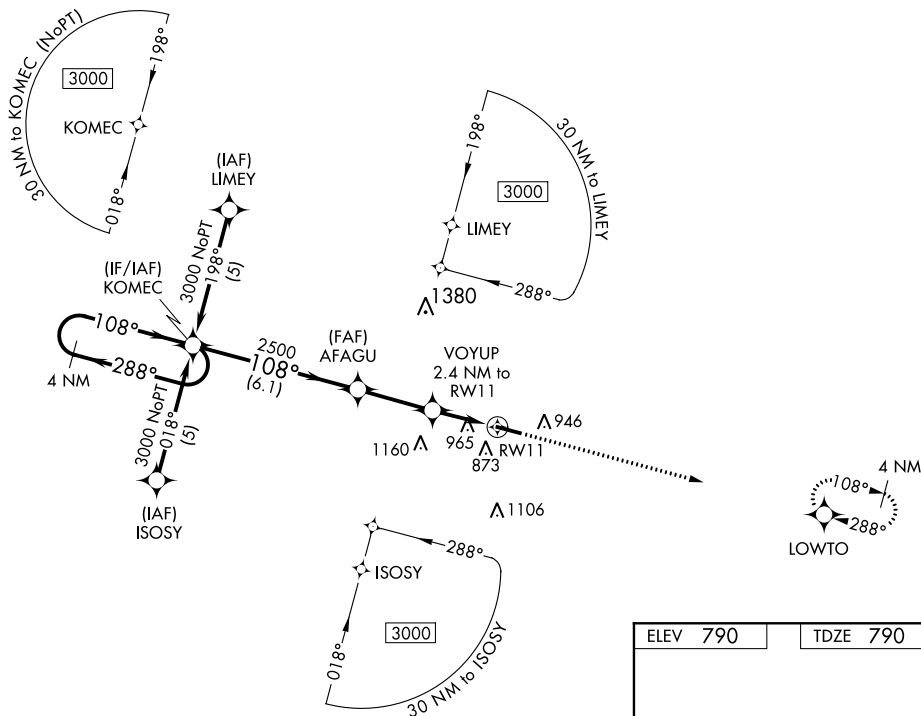 30 NM to KOMEC (NoPT)
3000
198°
KOMEC
018°
(IAF)
LIMEY
3000 NoPT
198°
(5)
(IF/IAF)
KOMEC
108°
288°
4 NM
3000 NoPT
018°
(5)
(IAF)
ISOSY
2500
108°
(6.1)
(FAF)
AFAGU
198°
30 NM to LIMEY
3000
LIMEY
288°
1380
VOYUP
2.4 NM to
RW11
946
1160
965
873
RW11
1106
4 NM
108°
288°
LOWTO
288°
ISOSY
3000
018°
30 NM to ISOSY
ELEV 790
TDZE 790